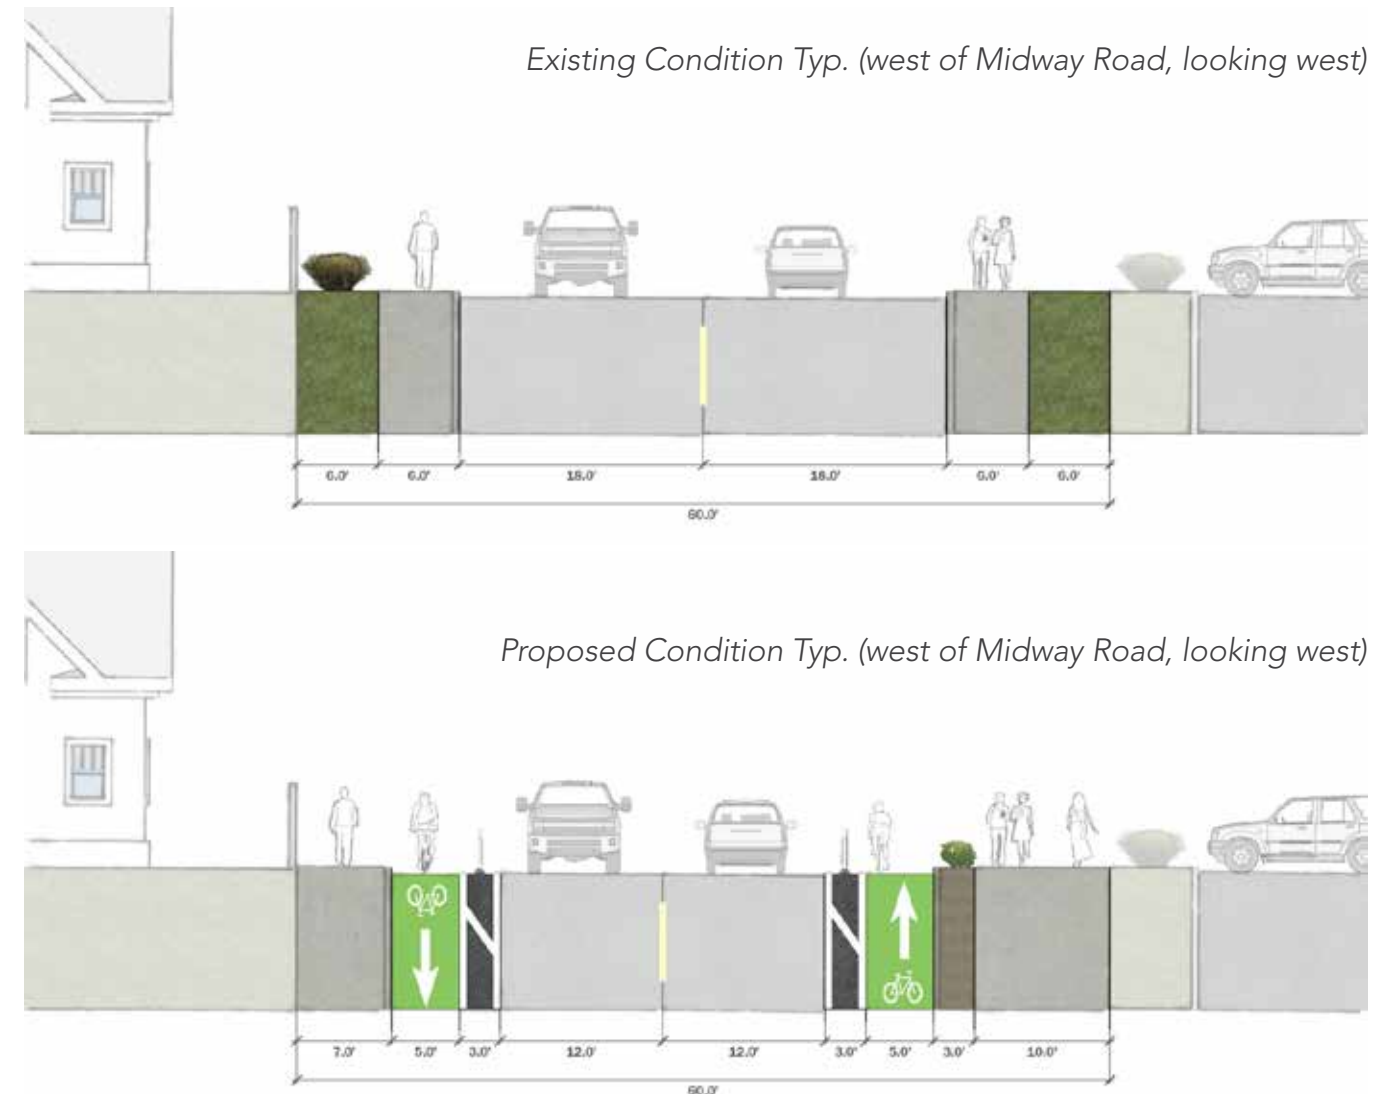 Existing Condition Typ. (west of Midway Road, looking west)
6.0' 6.0' 18.0' 18.0' 6.0' 6.0'
60.0'
Proposed Condition Typ. (west of Midway Road, looking west)
7.0' 5.0' 3.0' 12.0' 12.0' 3.0' 5.0' 3.0' 10.0'
60.0'